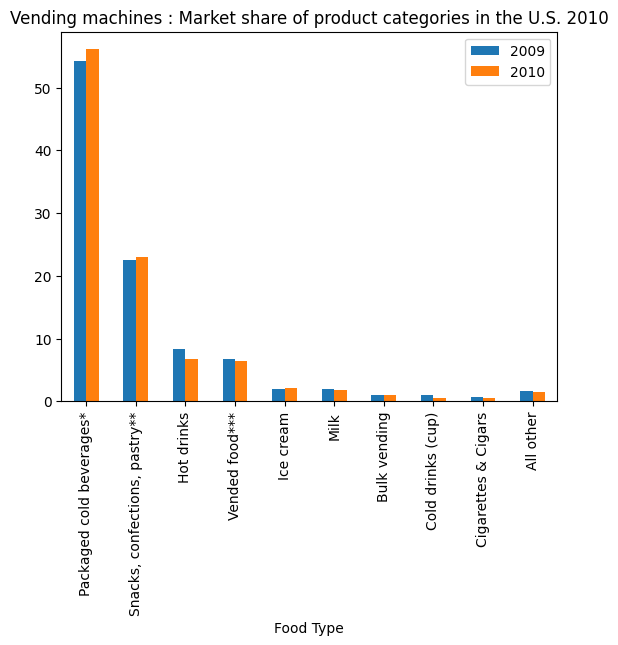 Vending machines : Market share of product categories in the U.S. 2010
2009
2010
50
40
30
20
10
0
Packaged cold beverages*
Snacks, confections, pastry**
Hot drinks
Vended food***
Ice cream
Milk
Bulk vending
Cold drinks (cup)
Cigarettes & Cigars
All other
Food Type